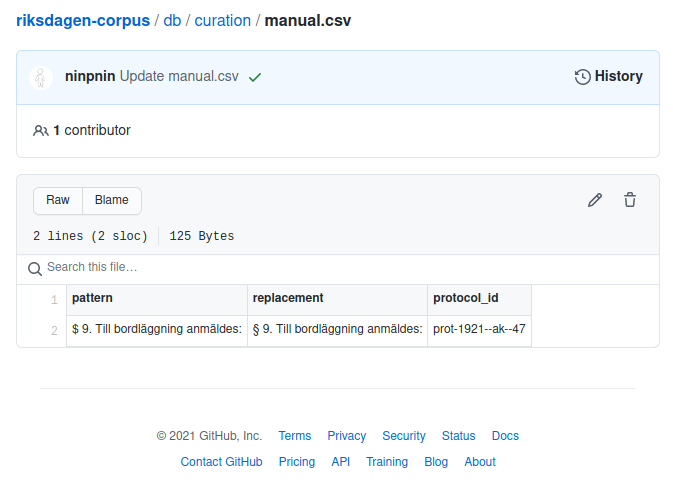 riksdagen-corpus / db / curation / manual.csv
ninpnin Update manual.csv History
1 contributor
Raw Blame
2 lines (2 sloc) 125 Bytes
Search this file…
1 pattern replacement protocol_id
2 $ 9. Till bordläggning anmäldes: § 9. Till bordläggning anmäldes: prot-1921--ak--47
© 2021 GitHub, Inc. Terms Privacy Security Status Docs
Contact GitHub Pricing API Training Blog About